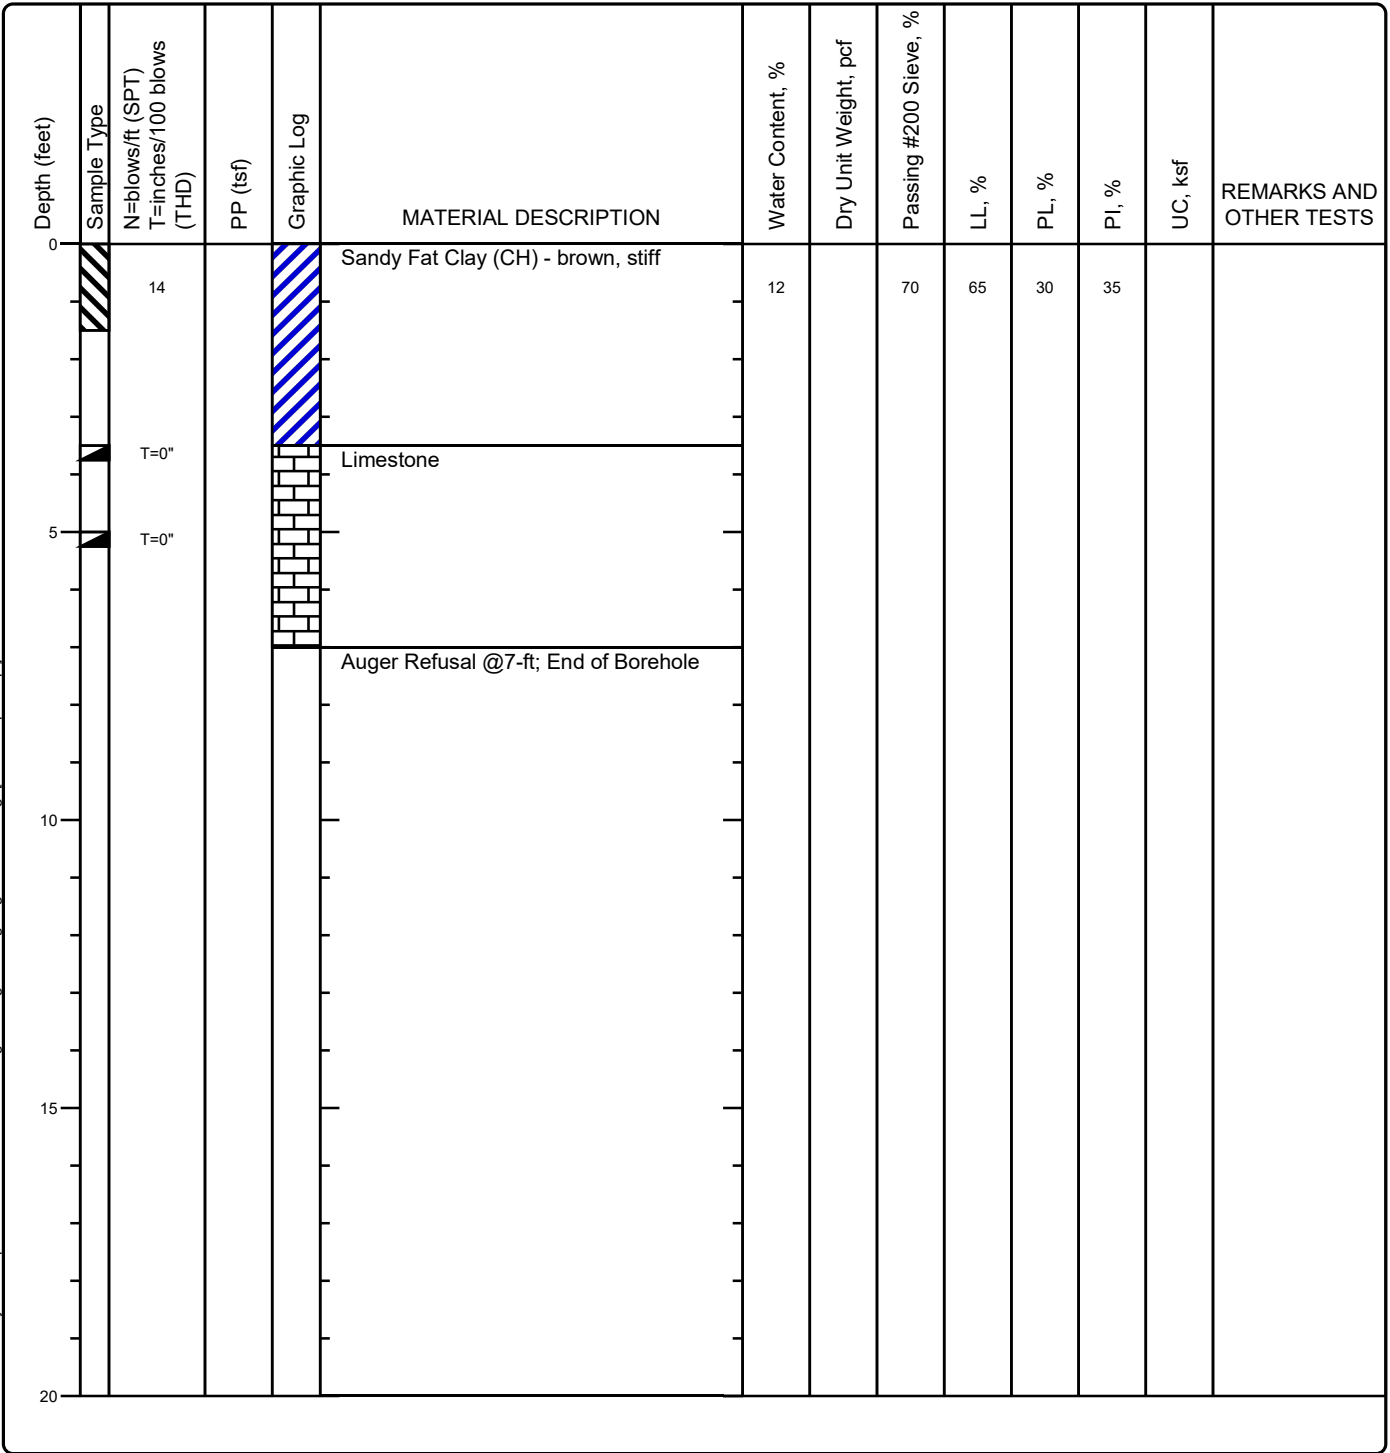 Depth (feet)
Sample Type
N=blows/ft (SPT)
T=inches/100 blows
(THD)
PP (tsf)
Graphic Log
MATERIAL DESCRIPTION
Water Content, %
Dry Unit Weight, pcf
Passing #200 Sieve, %
LL, %
PL, %
PI, %
UC, ksf
REMARKS AND
OTHER TESTS
0
Sandy Fat Clay (CH) - brown, stiff
14
12
70
65
30
35
T=0"
Limestone
5
T=0"
Auger Refusal @7-ft; End of Borehole
10
15
20